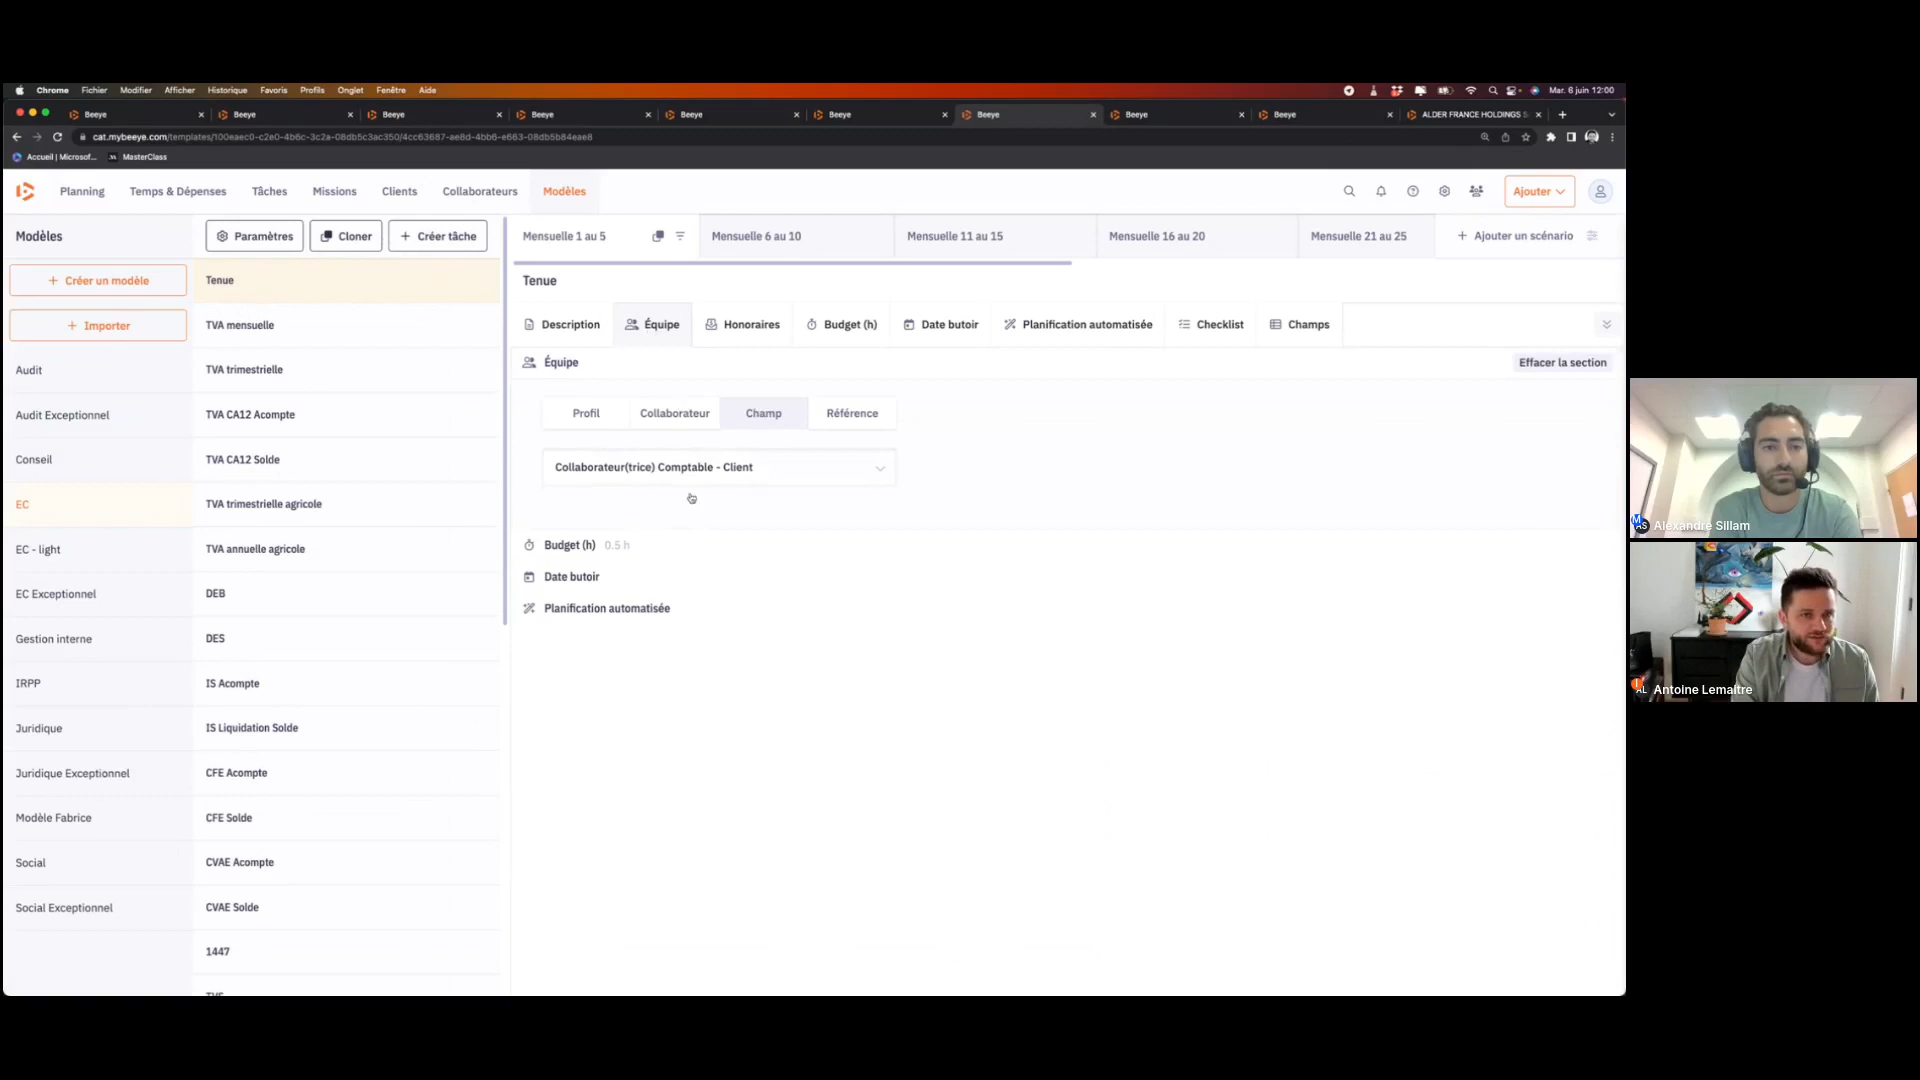 Chrome Fichier Modifier Afficher Historique Favoris Profils Onglet Fenêtre Aide Mar. 6 juin 12:00
Beeye Beeye Beeye Beeye Beeye Beeye Beeye Beeye Beeye ALDER FRANCE HOLDINGS
cat.mybeeye.com/templates/100eaec0-c2e0-4b6c-3c2a-08db5c3ac350/4cc63687-ae8d-4bb6-e663-08db5b84eae8
Accueil | Microsof... MasterClass
Planning Temps & Dépenses Tâches Missions Clients Collaborateurs Modèles Ajouter
Modèles Paramètres Cloner + Créer tâche Mensuelle 1 au 5 Mensuelle 6 au 10 Mensuelle 11 au 15 Mensuelle 16 au 20 Mensuelle 21 au 25 + Ajouter un scénario
+ Créer un modèle
+ Importer
Audit
Audit Exceptionnel
Conseil
EC
EC - light
EC Exceptionnel
Gestion interne
IRPP
Juridique
Juridique Exceptionnel
Modèle Fabrice
Social
Social Exceptionnel
Tenue
TVA mensuelle
TVA trimestrielle
TVA CA12 Acompte
TVA CA12 Solde
TVA trimestrielle agricole
TVA annuelle agricole
DEB
DES
IS Acompte
IS Liquidation Solde
CFE Acompte
CFE Solde
CVAE Acompte
CVAE Solde
1447
TVS
Tenue
Description Équipe Honoraires Budget (h) Date butoir Planification automatisée Checklist Champs
Équipe Effacer la section
Profil Collaborateur Champ Référence
Collaborateur(trice) Comptable - Client
Budget (h) 0.5 h
Date butoir
Planification automatisée
AS Alexandre Sillam
AL Antoine Lemaitre